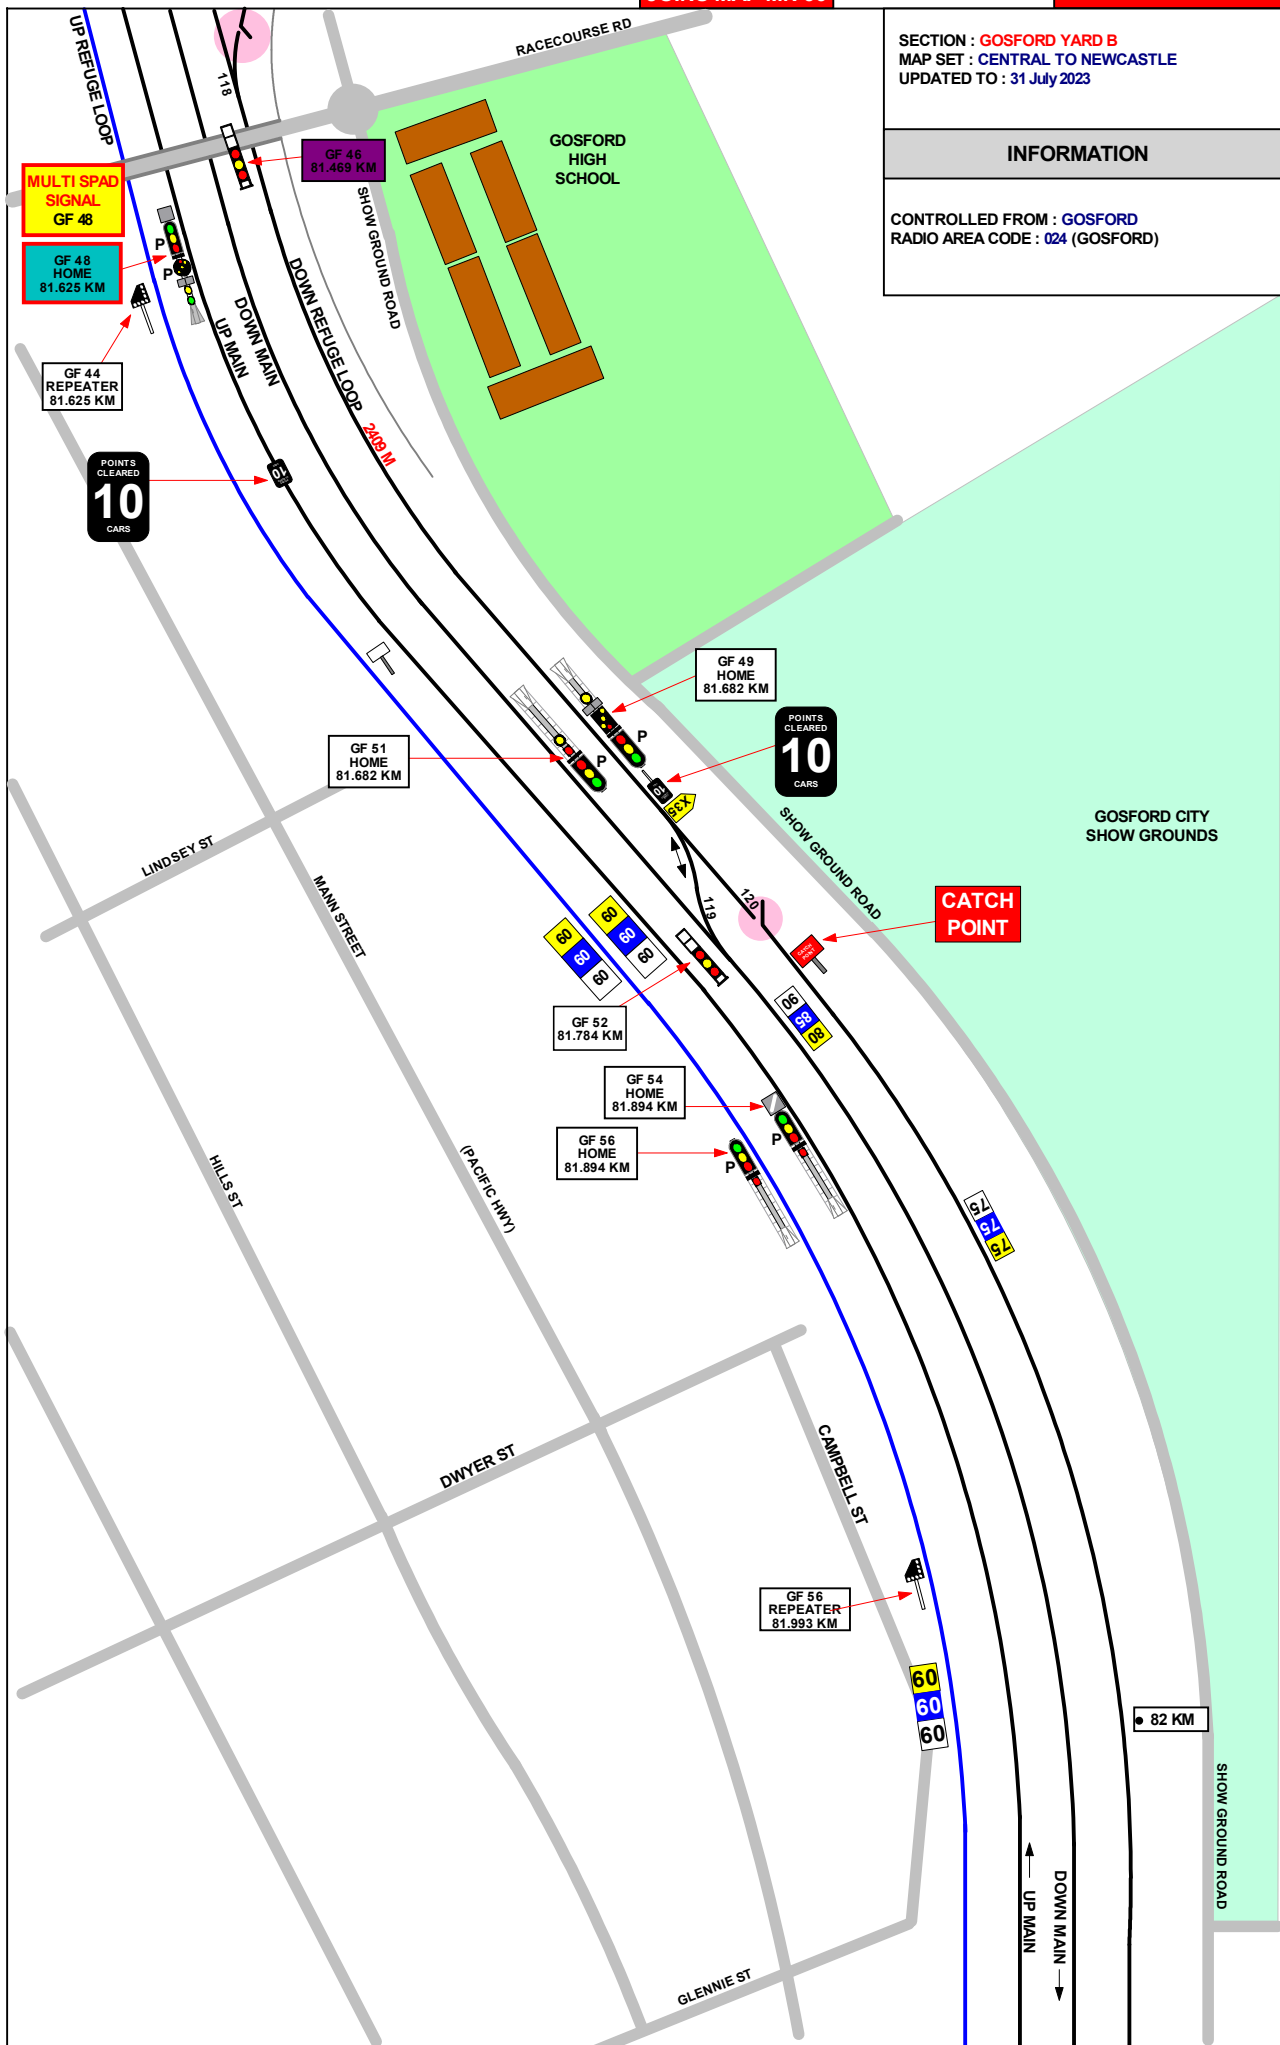 SECTION : GOSFORD YARD B
MAP SET : CENTRAL TO NEWCASTLE
UPDATED TO : 31 July 2023
INFORMATION
CONTROLLED FROM : GOSFORD
RADIO AREA CODE : 024 (GOSFORD)
UP REFUGE LOOP
118
RACECOURSE RD
GF 46
81.469 KM
GOSFORD
HIGH
SCHOOL
MULTI SPAD
SIGNAL
GF 48
GF 48
HOME
81.625 KM
P
P
SHOW GROUND ROAD
DOWN REFUGE LOOP
2409 M
DOWN MAIN
UP MAIN
GF 44
REPEATER
81.625 KM
POINTS
CLEARED
10
CARS
10
GF 49
HOME
81.682 KM
P
GF 51
HOME
81.682 KM
P
POINTS
CLEARED
10
CARS
10
X35
SHOW GROUND ROAD
GOSFORD CITY
SHOW GROUNDS
LINDSEY ST
MANN STREET
119
120
CATCH
POINT
CATCH
POINT
60
60
60
60
60
60
GF 52
81.784 KM
90
85
80
GF 54
HOME
81.894 KM
P
GF 56
HOME
81.894 KM
P
HILLS ST
(PACIFIC HWY)
75
75
75
DWYER ST
CAMPBELL ST
GF 56
REPEATER
81.993 KM
60
60
60
82 KM
SHOW GROUND ROAD
UP MAIN
DOWN MAIN
GLENNIE ST